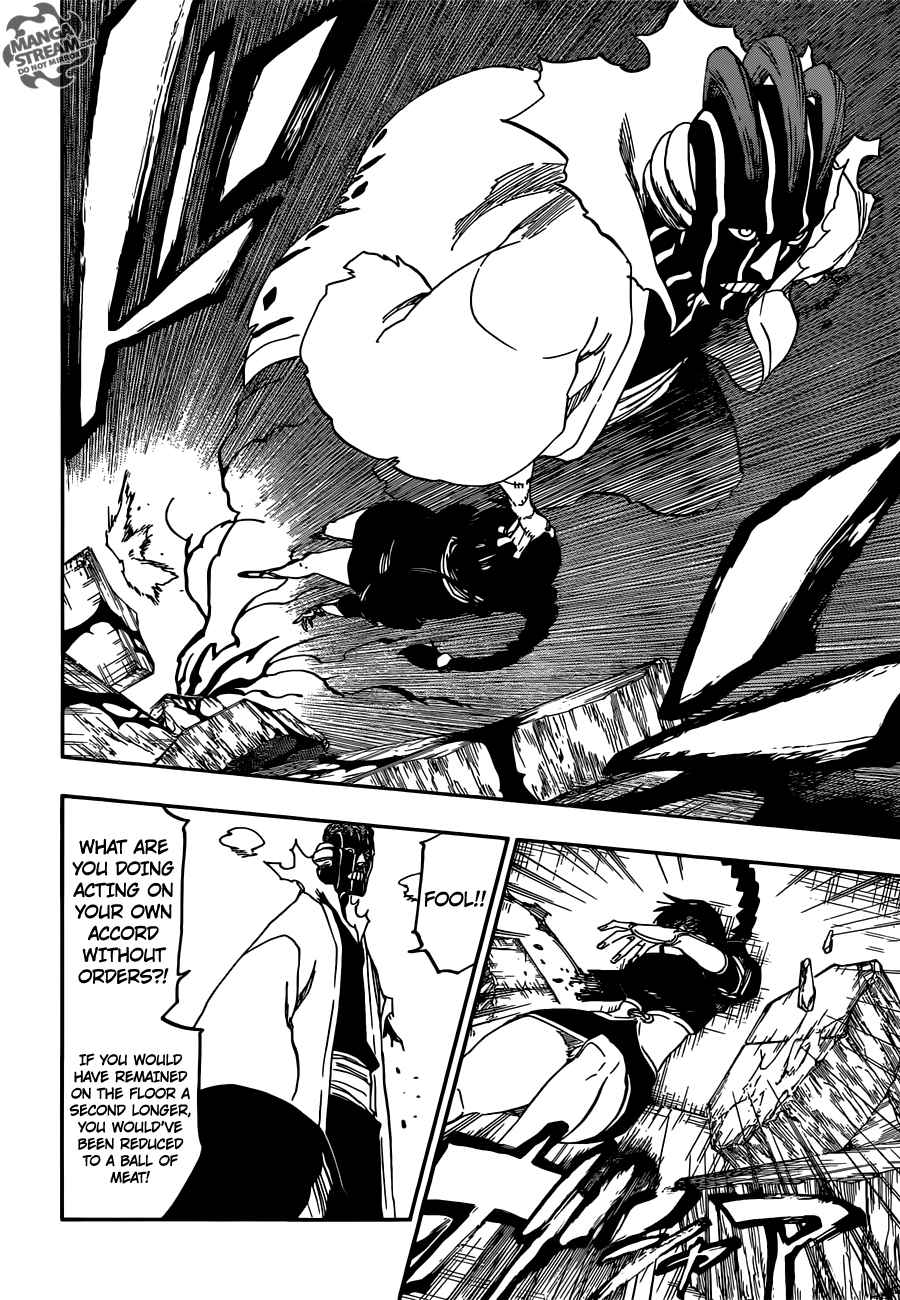 MANGA
STREAM
DO NOT MIRROR
FOOL!!
WHAT ARE
YOU DOING
ACTING ON
YOUR OWN
ACCORD
WITHOUT
ORDERS?!
IF YOU WOULD
HAVE REMAINED
ON THE FLOOR A
SECOND LONGER,
YOU WOULD'VE
BEEN REDUCED
TO A BALL OF
MEAT!